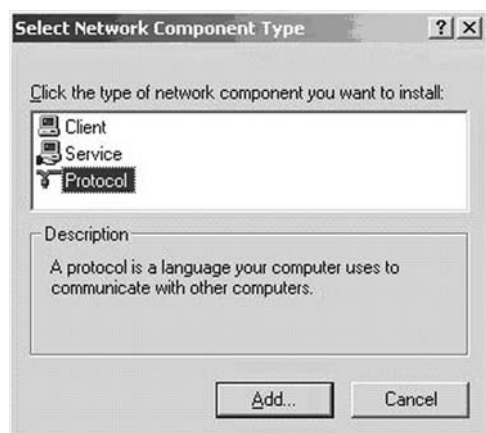 Select Network Component Type
Click the type of network component you want to install:
Client
Service
Protocol
Description
A protocol is a language your computer uses to
communicate with other computers.
Add...
Cancel